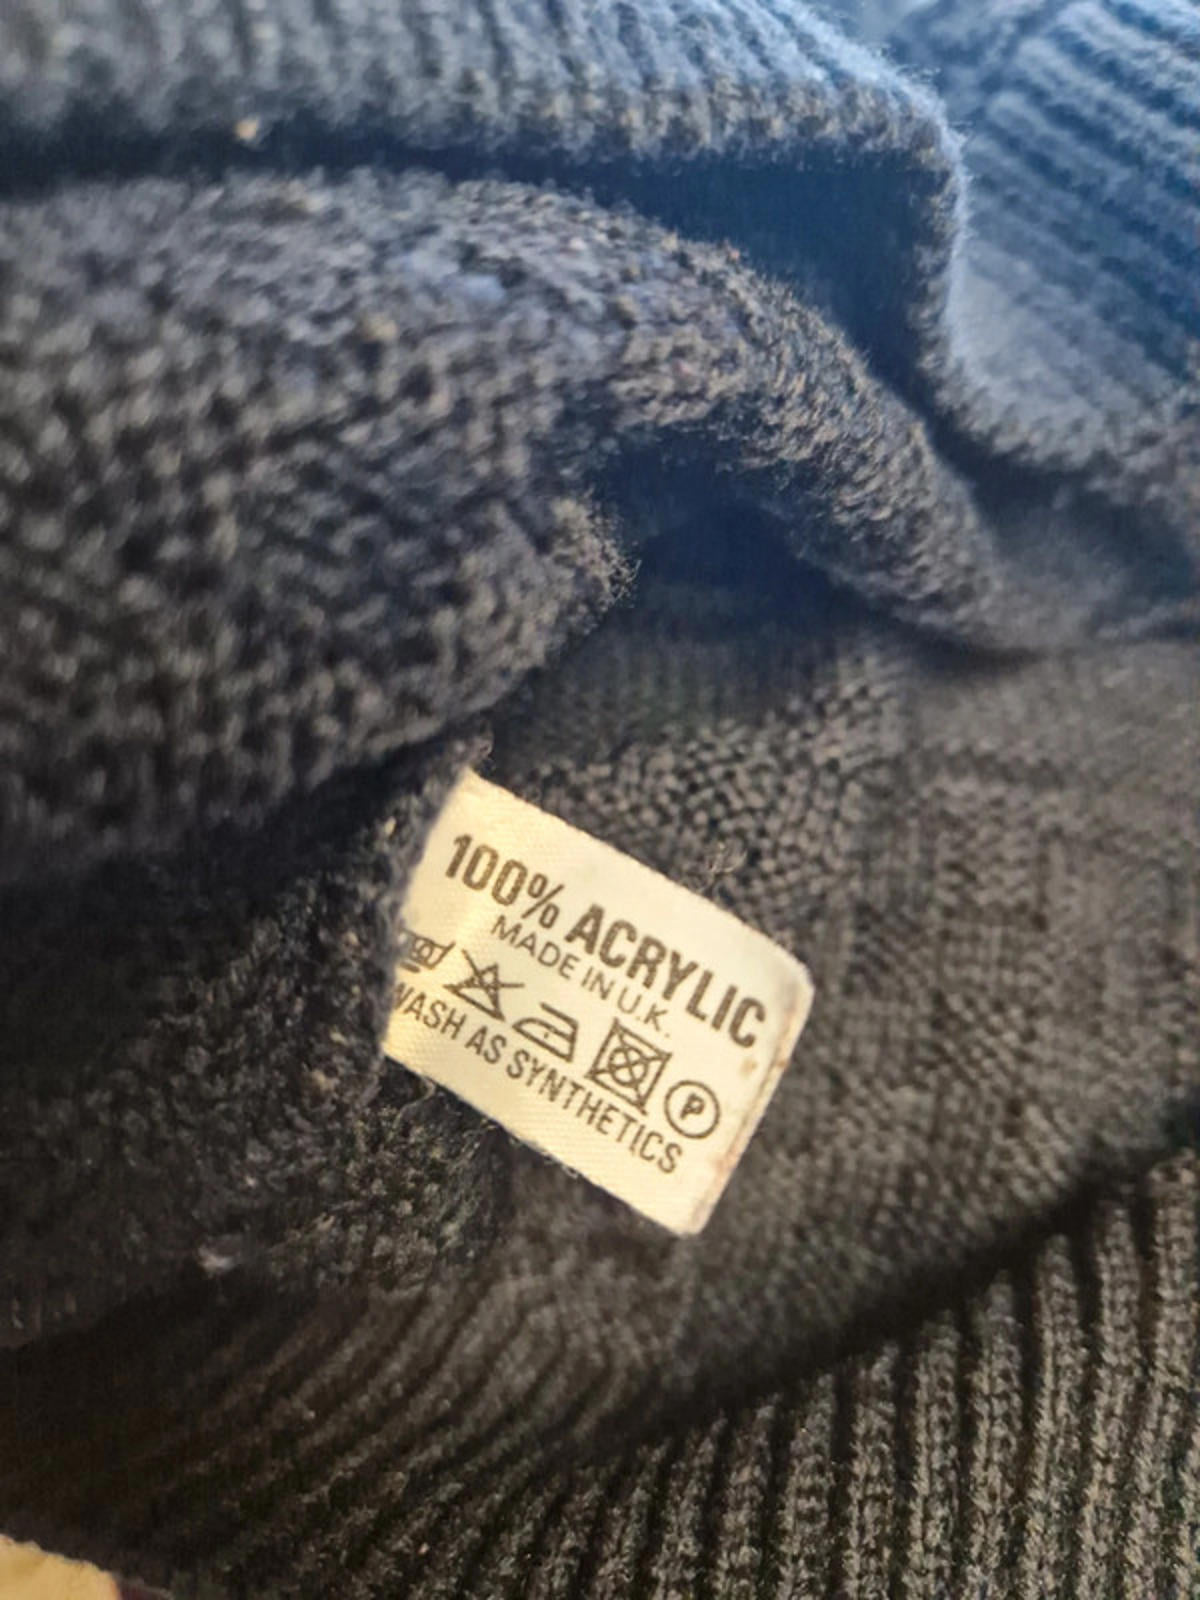 100% ACRYLIC
MADE IN U.K.
P
WASH AS SYNTHETICS